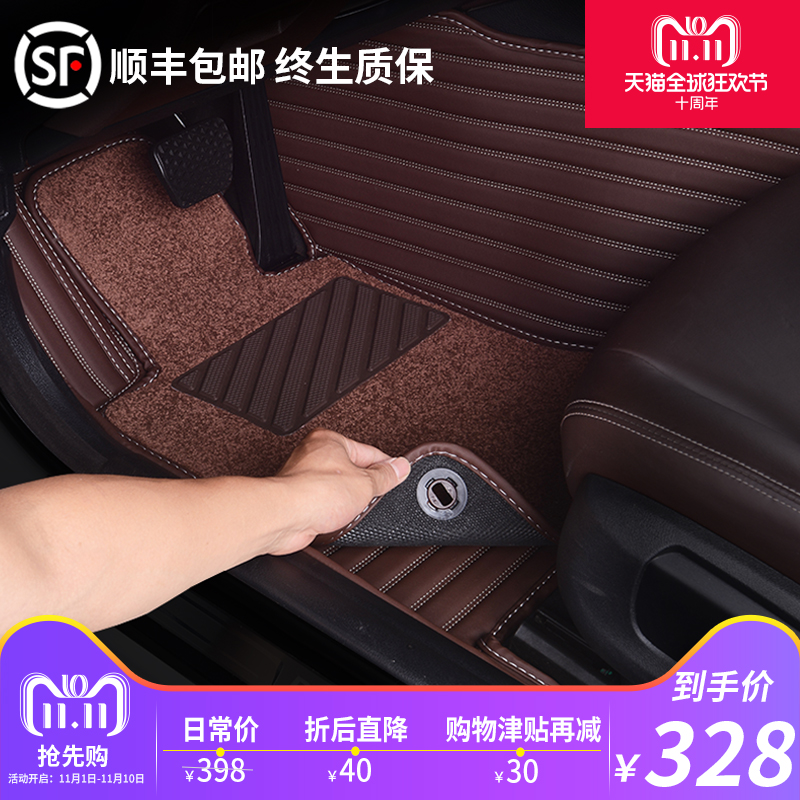 SF 顺丰包邮 终生质保
10
11.11
天猫全球狂欢节
十周年
10
11.11
抢先购
活动开启：11月1日-11月10日
日常价
¥398
折后直降
¥40
购物津贴再减
¥30
到手价
¥328